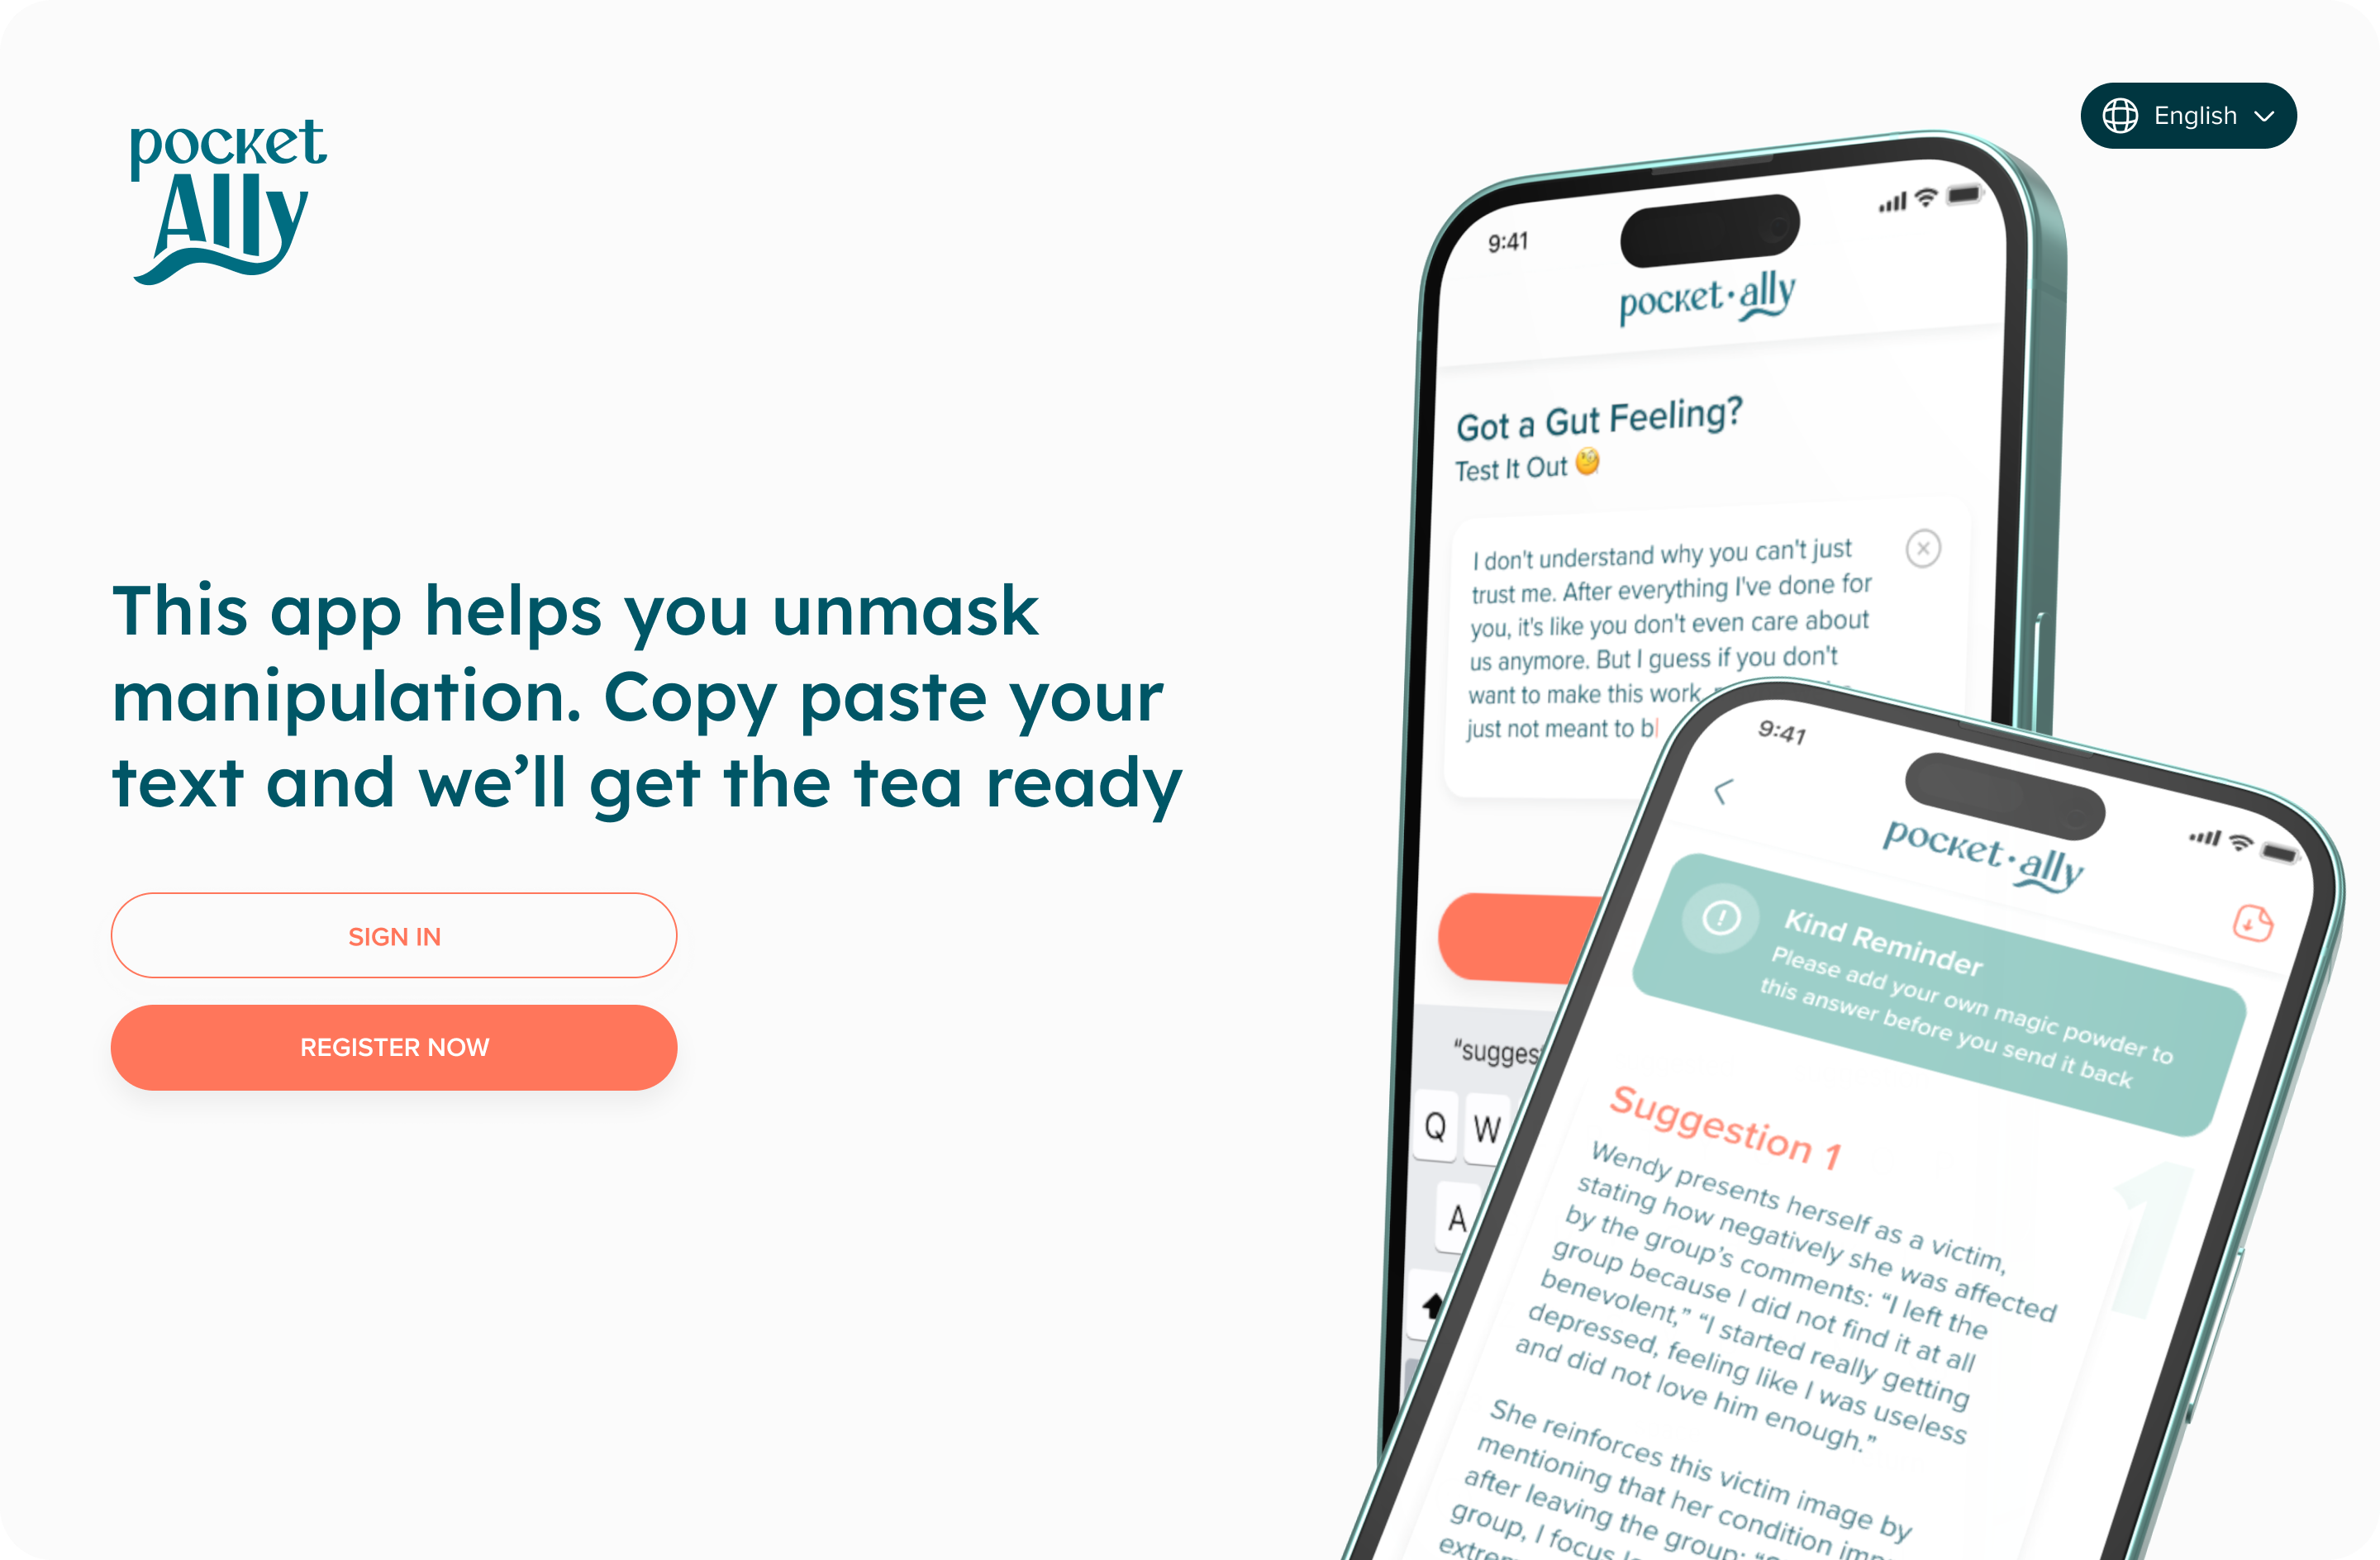 pocket
Ally
English
This app helps you unmask
manipulation. Copy paste your
text and we’ll get the tea ready
SIGN IN
REGISTER NOW
9:41
pocket·ally
Got a Gut Feeling?
Test It Out
I don't understand why you can't just
trust me. After everything I've done for
you, it's like you don't even care about
us anymore. But I guess if you don't
want to make this work,
just not meant to b
“sugges
Q W
A
9:41
pocket·ally
Kind Reminder
Please add your own magic powder to
this answer before you send it back
Suggestion 1
1
Wendy presents herself as a victim,
stating how negatively she was affected
by the group’s comments: “I left the
group because I did not find it at all
benevolent,” “I started really getting
depressed, feeling like I was useless
and did not love him enough.”
She reinforces this victim image by
mentioning that her condition
after leaving the group:
group, I focus